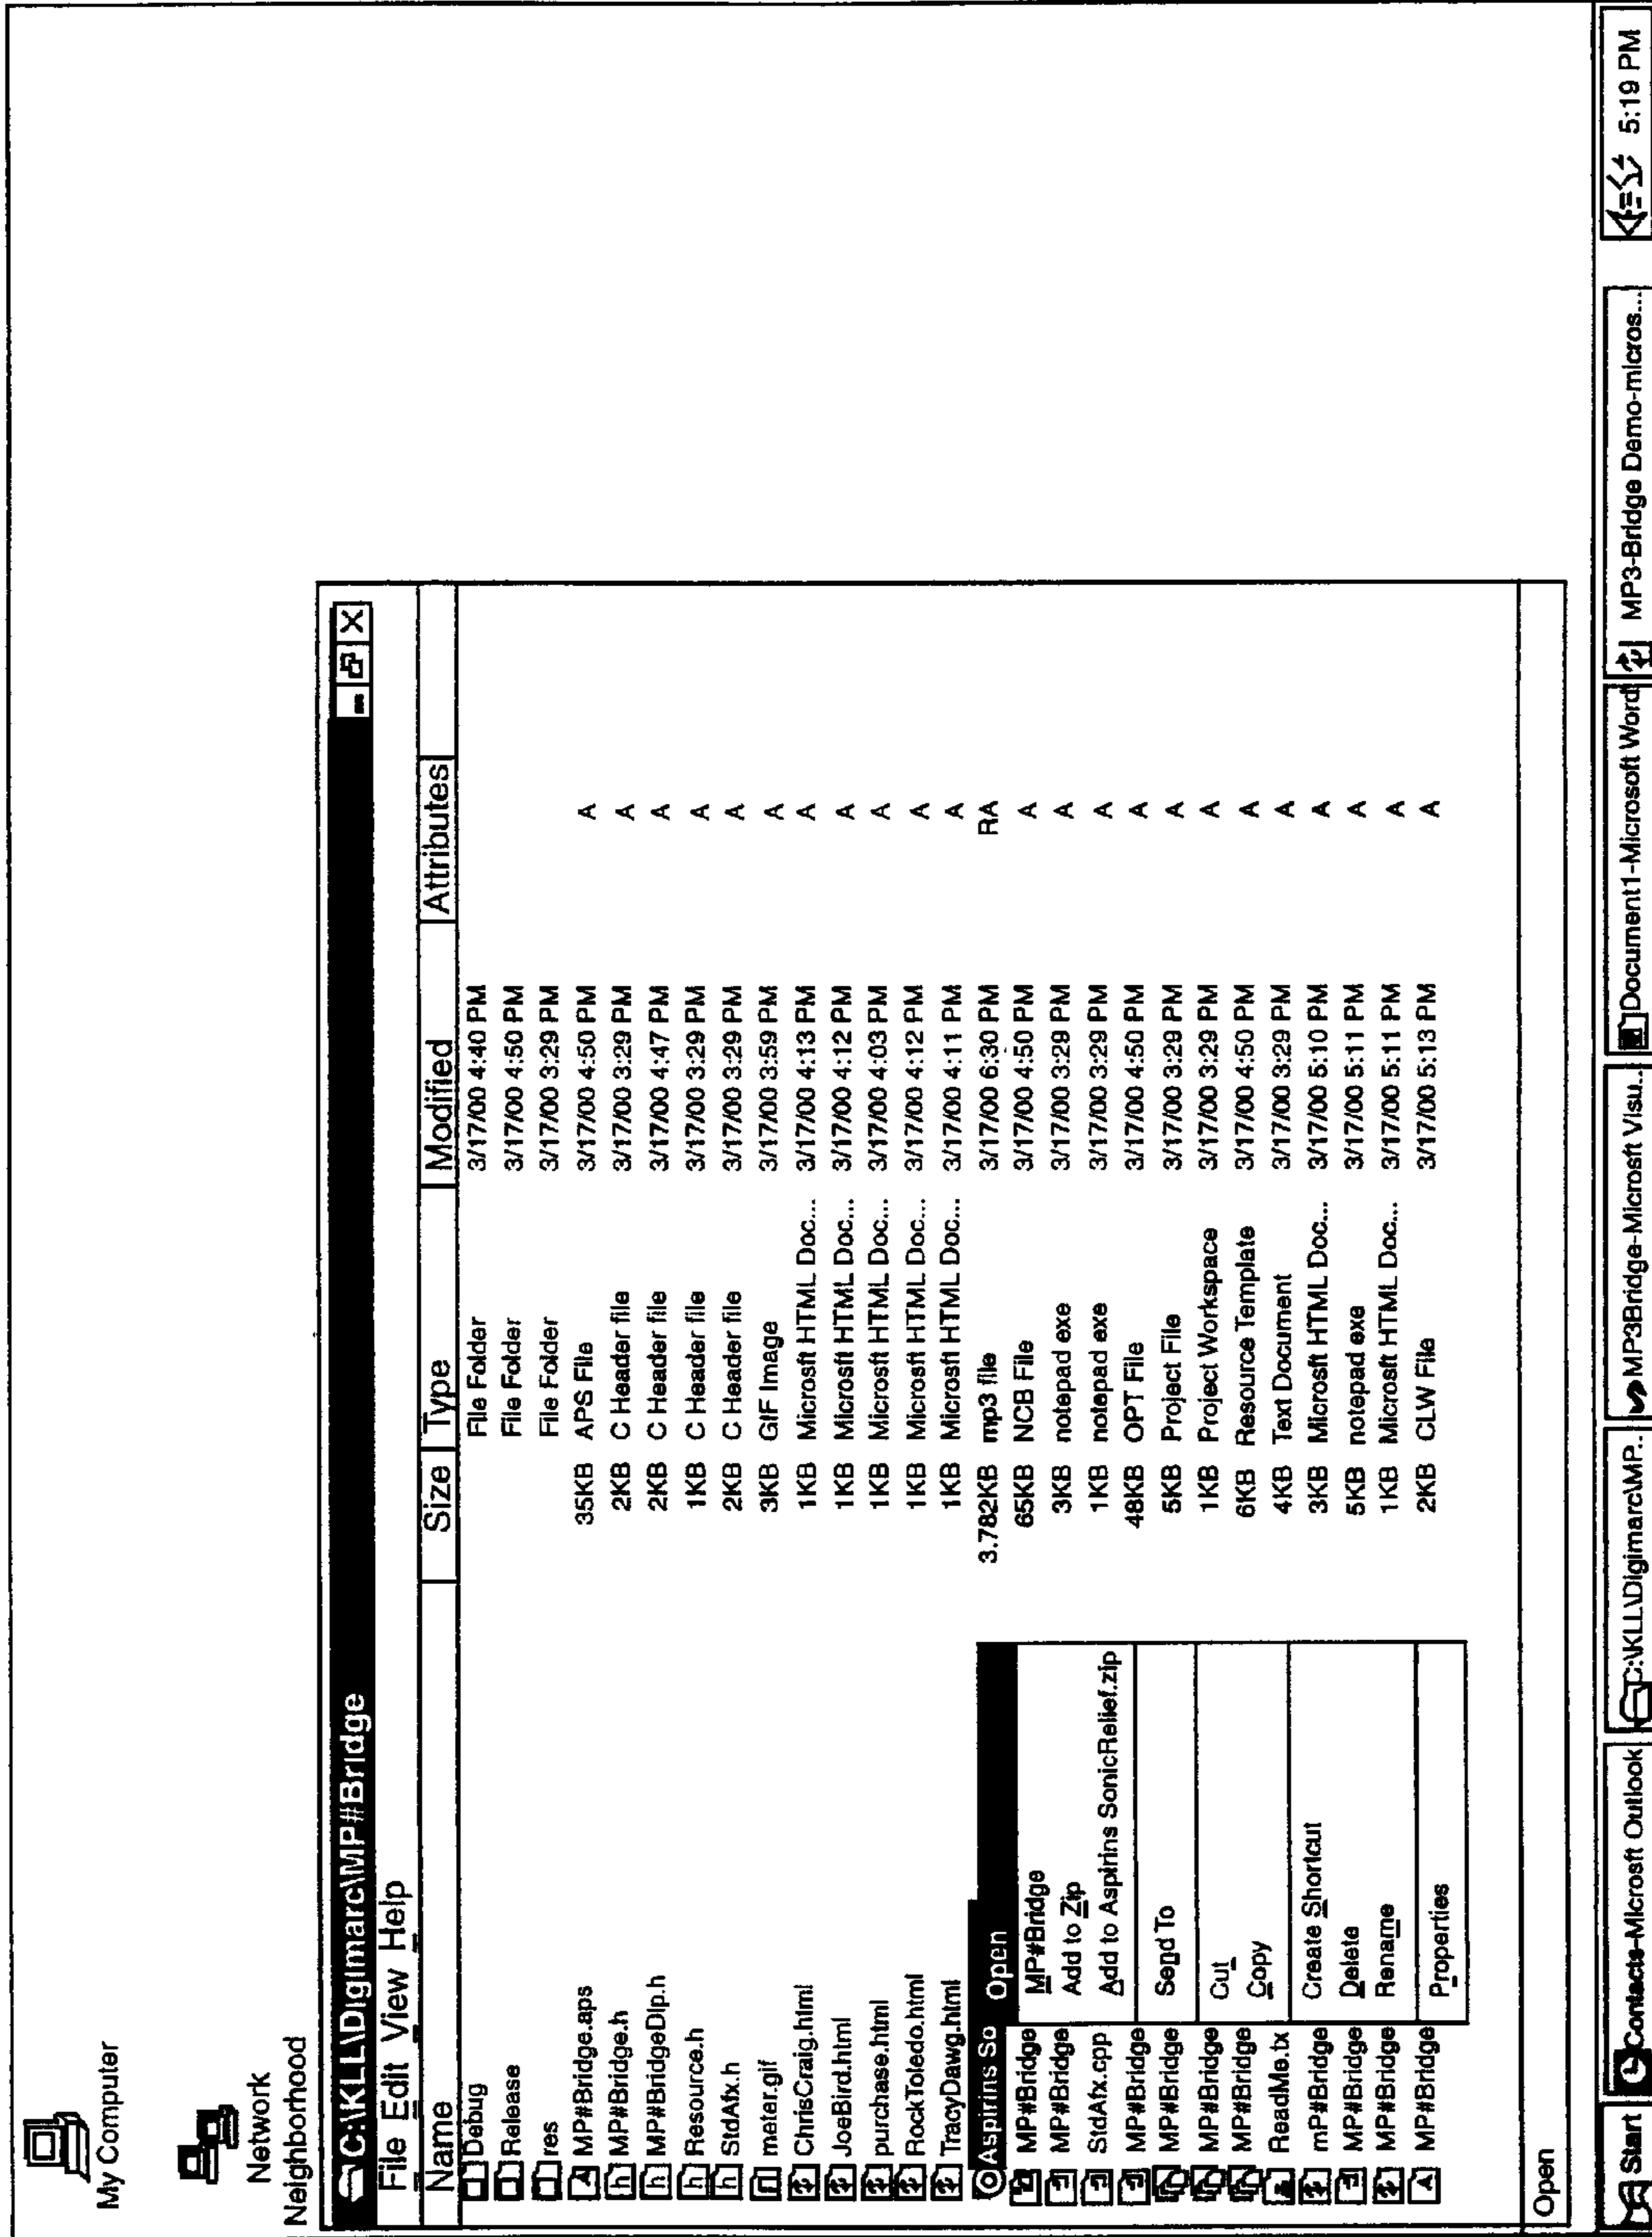 My Computer
Network
Neighborhood
C:\KLL\Digimarc\MP#Bridge
File Edit View Help
Name Size Type Modified Attributes
Debug File Folder 3/17/00 4:40 PM
Release File Folder 3/17/00 4:50 PM
res File Folder 3/17/00 3:29 PM
MP#Bridge.aps 35KB APS File 3/17/00 4:50 PM A
MP#Bridge.h 2KB C Header file 3/17/00 3:29 PM A
MP#BridgeDlp.h 2KB C Header file 3/17/00 4:47 PM A
Resource.h 1KB C Header file 3/17/00 3:29 PM A
StdAfx.h 2KB C Header file 3/17/00 3:29 PM A
meter.gif 3KB GIF Image 3/17/00 3:59 PM A
ChrisCraig.html 1KB Microsft HTML Doc... 3/17/00 4:13 PM A
JoeBird.html 1KB Microsft HTML Doc... 3/17/00 4:12 PM A
purchase.html 1KB Microsft HTML Doc... 3/17/00 4:03 PM A
RockToledo.html 1KB Microsft HTML Doc... 3/17/00 4:12 PM A
TracyDawg.html 1KB Microsft HTML Doc... 3/17/00 4:11 PM A
Aspirins So Open 3.782KB mp3 file 3/17/00 6:30 PM RA
MP#Bridge MP#Bridge 65KB NCB File 3/17/00 4:50 PM A
MP#Bridge Add to Zip 3KB notepad exe 3/17/00 3:29 PM A
StdAfx.cpp Add to Aspirins SonicRelief.zip 1KB notepad exe 3/17/00 3:29 PM A
MP#Bridge 48KB OPT File 3/17/00 4:50 PM A
MP#Bridge Send To 5KB Project File 3/17/00 3:29 PM A
MP#Bridge Cut 1KB Project Workspace 3/17/00 3:29 PM A
MP#Bridge Copy 6KB Resource Template 3/17/00 4:50 PM A
ReadMe.tx 4KB Text Document 3/17/00 3:29 PM A
mP#Bridge Create Shortcut 3KB Microsft HTML Doc... 3/17/00 5:10 PM A
MP#Bridge Delete 5KB notepad exe 3/17/00 5:11 PM A
MP#Bridge Rename 1KB Microsft HTML Doc... 3/17/00 5:11 PM A
MP#Bridge Properties 2KB CLW File 3/17/00 5:13 PM A
Open
Start Contacts-Microsft Outlook C:\KLL\Digimarc\MP.. MP3Bridge-Microsft Visu.. Document1-Microsoft Word MP3-Bridge Demo-micros... 5:19 PM